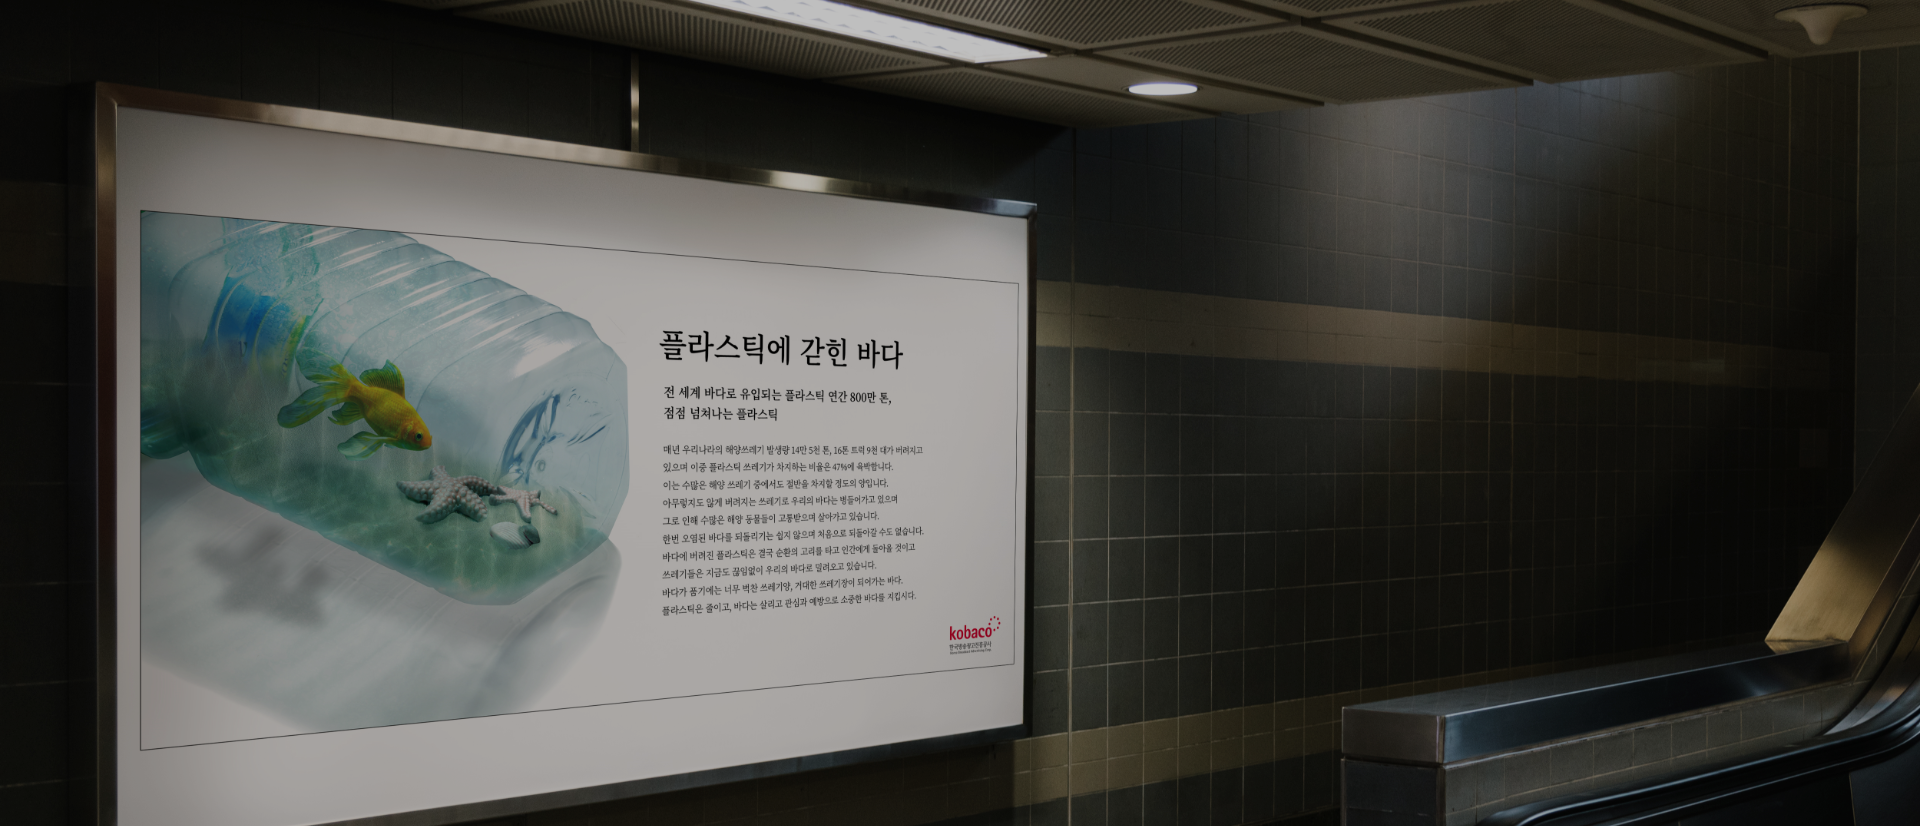 플라스틱에 갇힌 바다
전 세계 바다로 유입되는 플라스틱 연간 800만 톤,
점점 넘쳐나는 플라스틱
매년 우리나라의 해양쓰레기 발생량 14만 5천 톤, 16톤 트럭 9천 대가 버려지고
있으며 이중 플라스틱 쓰레기가 차지하는 비율은 47%에 육박합니다.
이는 수많은 해양 쓰레기 중에서도 절반을 차지할 정도의 양입니다.
아무렇지도 않게 버려지는 쓰레기로 우리의 바다는 병들어가고 있으며
그로 인해 수많은 해양 동물들이 고통받으며 살아가고 있습니다.
한번 오염된 바다를 되돌리기는 쉽지 않으며 처음으로 되돌아갈 수도 없습니다.
바다에 버려진 플라스틱은 결국 순환의 고리를 타고 인간에게 돌아올 것이고
쓰레기들은 지금도 끊임없이 우리의 바다로 밀려오고 있습니다.
바다가 품기에는 너무 벅찬 쓰레기양, 거대한 쓰레기장이 되어가는 바다.
플라스틱은 줄이고, 바다는 살리고 관심과 예방으로 소중한 바다를 지킵시다.
kobaco
한국방송광고진흥공사